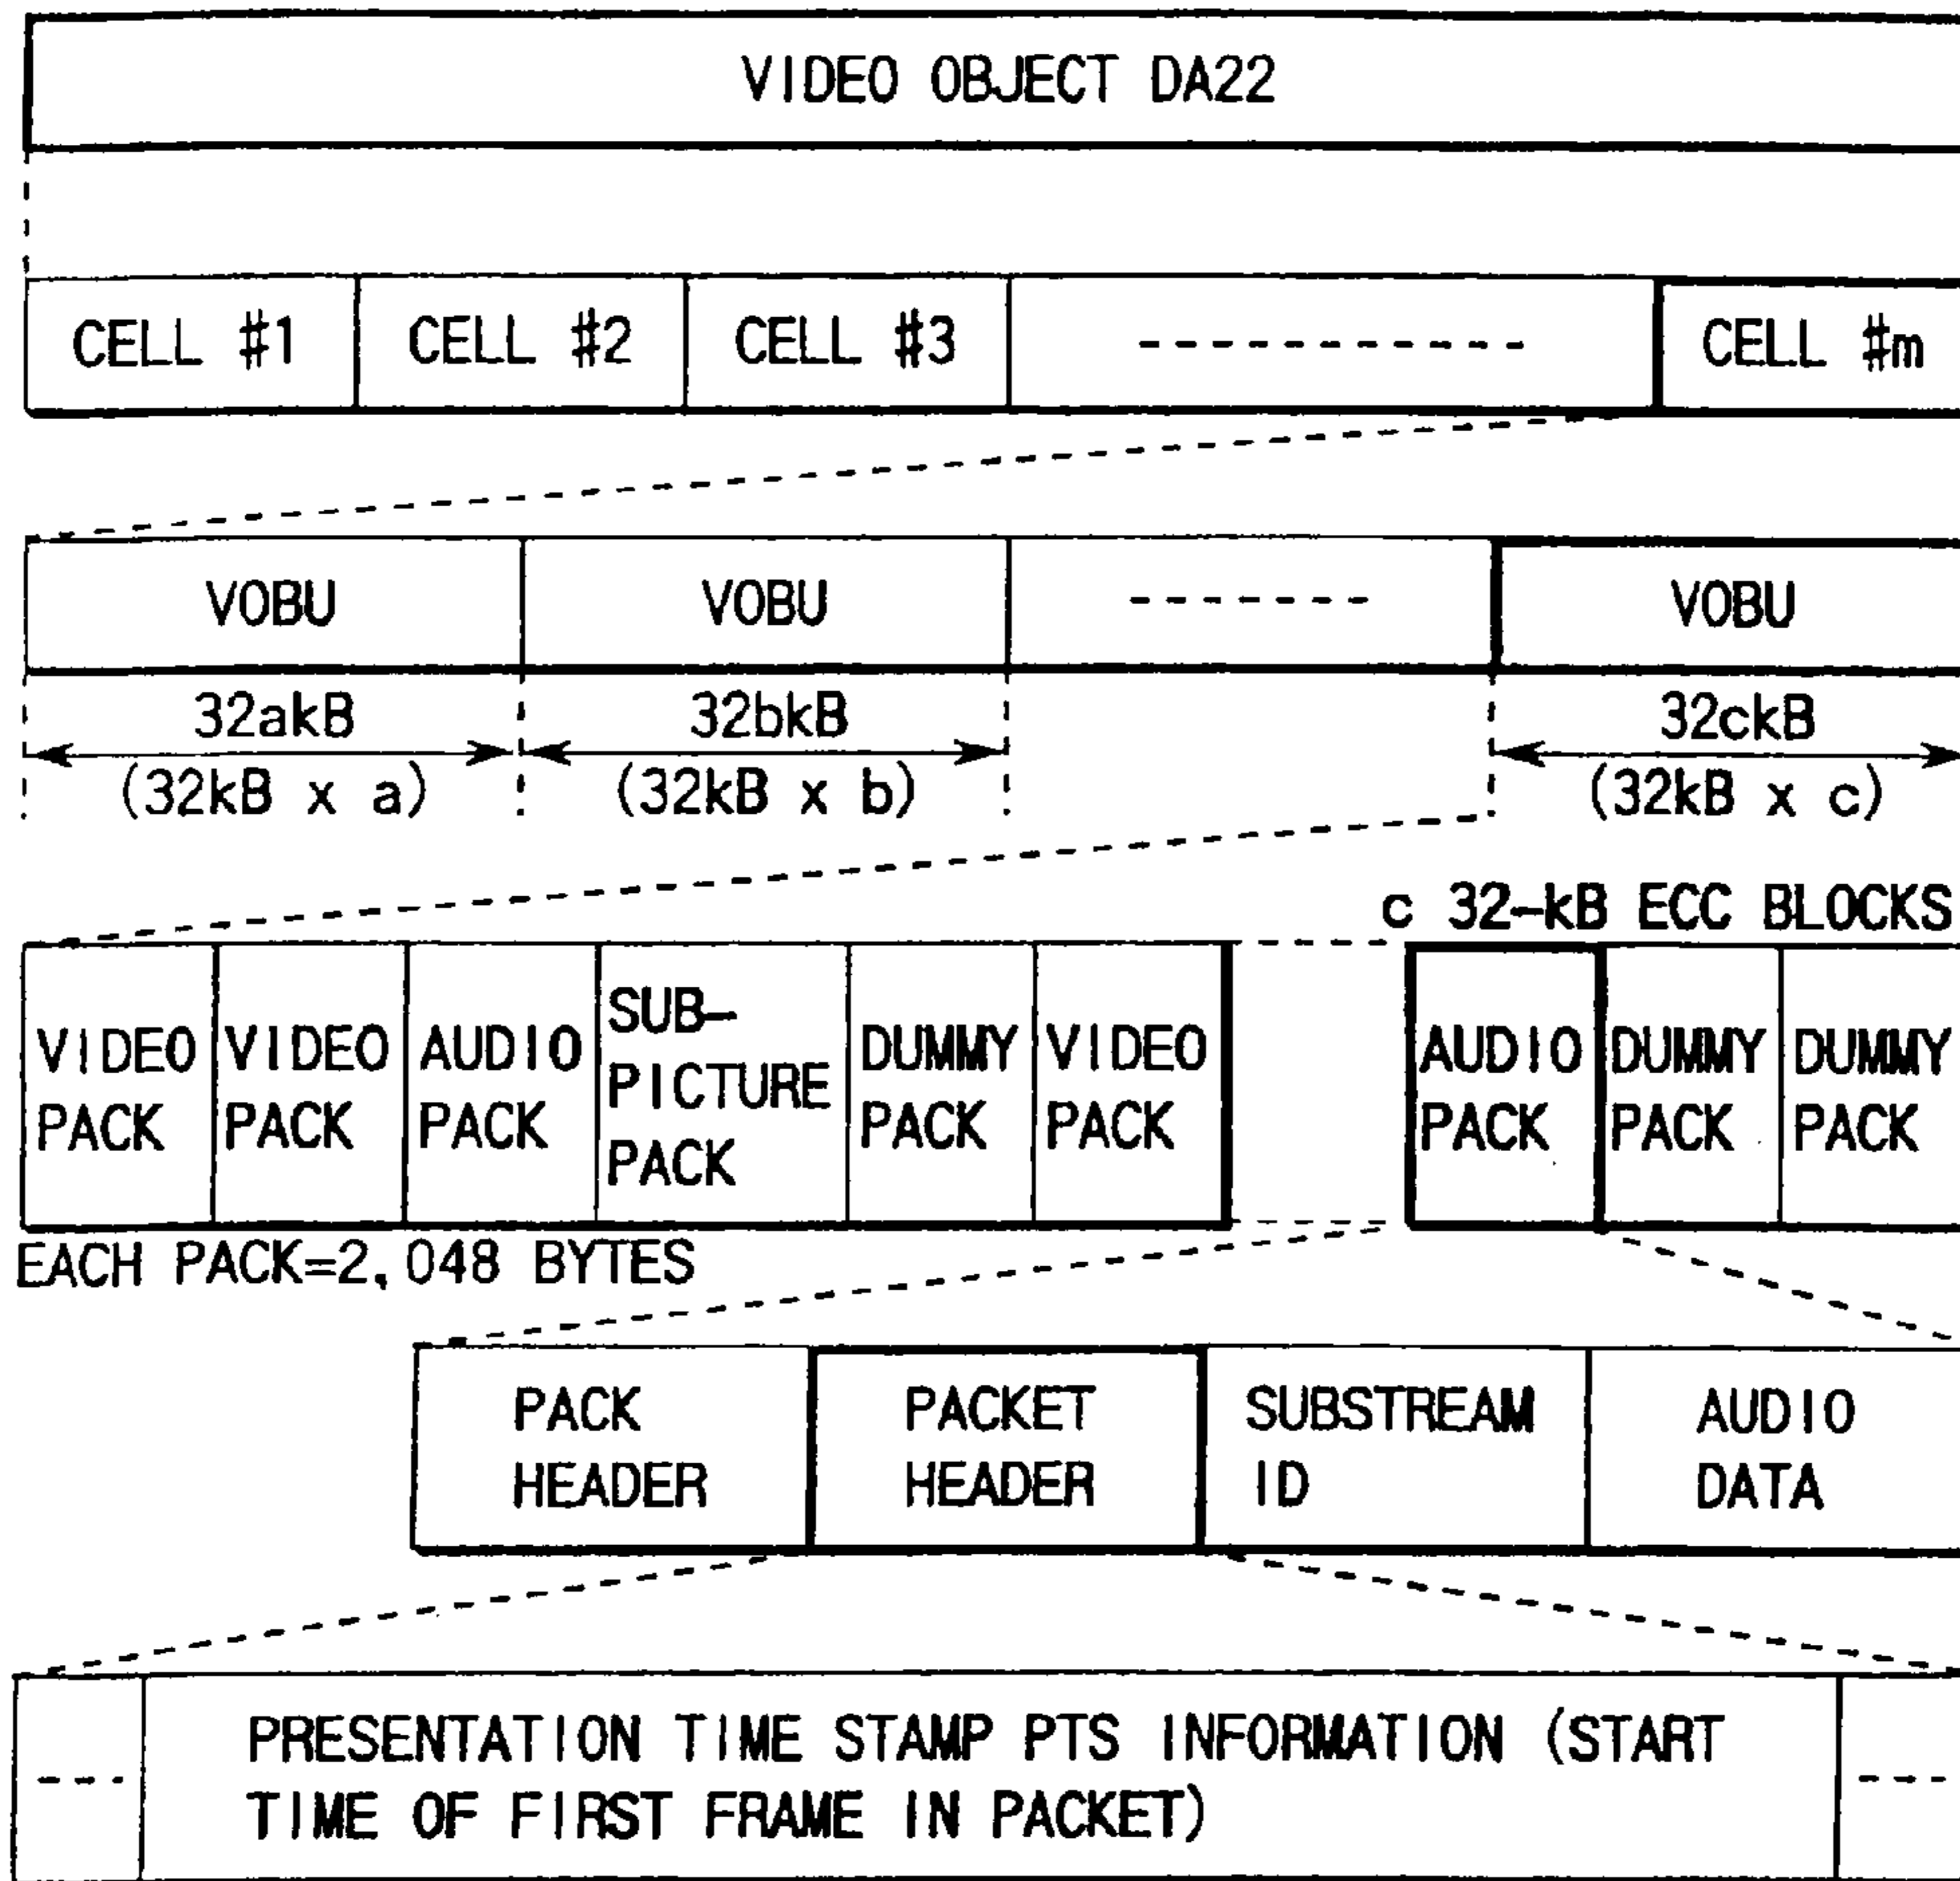 VIDEO OBJECT DA22
CELL #1 CELL #2 CELL #3 ------------ CELL #m
VOBU VOBU ------- VOBU
32akB 32bkB 32ckB
(32kB x a) (32kB x b) (32kB x c)
c 32-kB ECC BLOCKS
VIDEO PACK
VIDEO PACK
AUDIO PACK
SUB-
PICTURE
PACK
DUMMY PACK
VIDEO PACK
AUDIO PACK
DUMMY PACK
DUMMY PACK
EACH PACK=2,048 BYTES
PACK
HEADER
PACKET
HEADER
SUBSTREAM
ID
AUDIO
DATA
--- PRESENTATION TIME STAMP PTS INFORMATION (START ---
TIME OF FIRST FRAME IN PACKET)